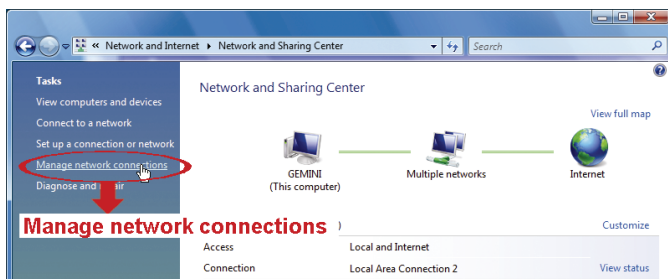 « Network and Internet ▸ Network and Sharing Center
Search
Tasks
View computers and devices
Connect to a network
Set up a connection or network
Manage network connections
Diagnose and
Manage network connections
Network and Sharing Center
View full map
GEMINI
(This computer)
Multiple networks
Internet
) Customize
Access Local and Internet
Connection Local Area Connection 2 View status